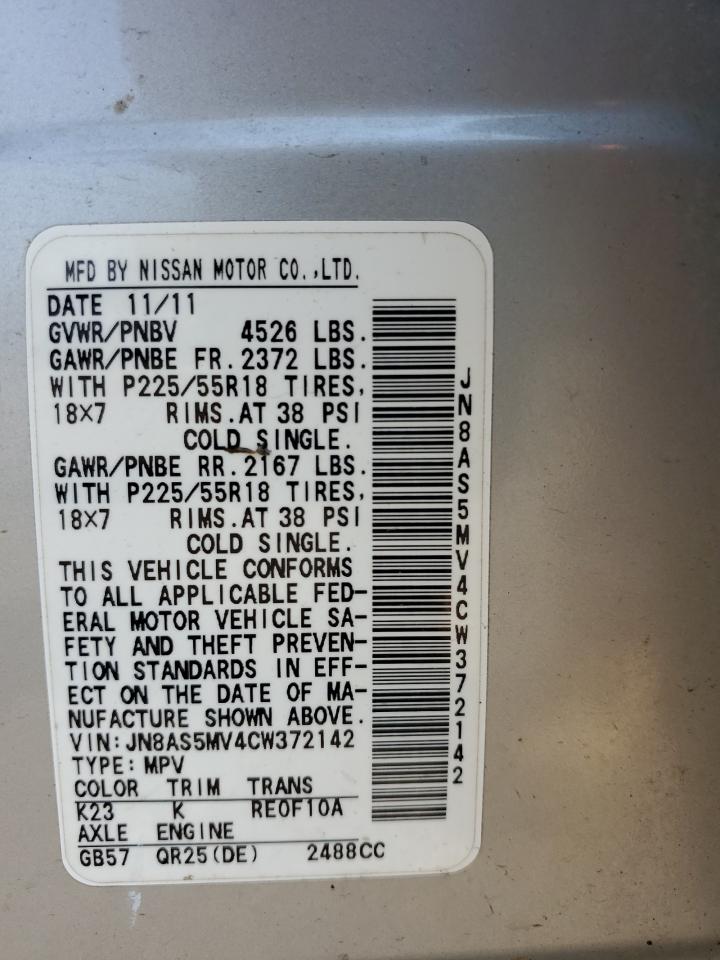 MFD BY NISSAN MOTOR CO.,LTD.
DATE 11/11
GVWR/PNBV 4526 LBS.
GAWR/PNBE FR.2372 LBS.
WITH P225/55R18 TIRES,
18X7 RIMS.AT 38 PSI
COLD SINGLE.
GAWR/PNBE RR.2167 LBS.
WITH P225/55R18 TIRES,
18X7 RIMS.AT 38 PSI
COLD SINGLE.
THIS VEHICLE CONFORMS
TO ALL APPLICABLE FED-
ERAL MOTOR VEHICLE SA-
FETY AND THEFT PREVEN-
TION STANDARDS IN EFF-
ECT ON THE DATE OF MA-
NUFACTURE SHOWN ABOVE.
VIN:JN8AS5MV4CW372142
TYPE:MPV
COLOR TRIM TRANS
K23 K RE0F10A
AXLE ENGINE
GB57 QR25(DE) 2488CC
JN8AS5MV4CW372142